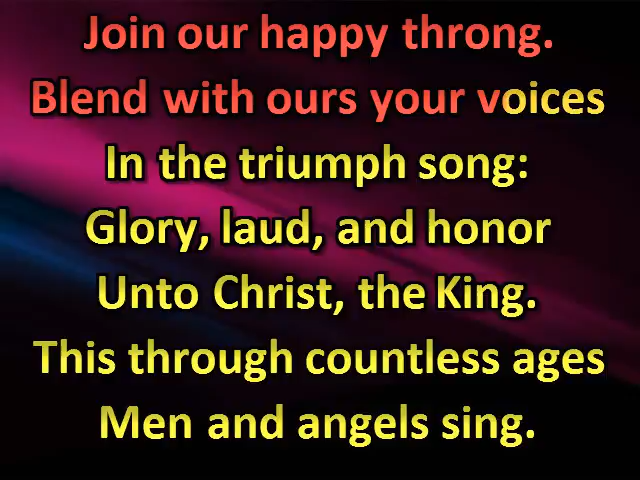 Join our happy throng.
Blend with ours your voices
In the triumph song:
Glory, laud, and honor
Unto Christ, the King.
This through countless ages
Men and angels sing.